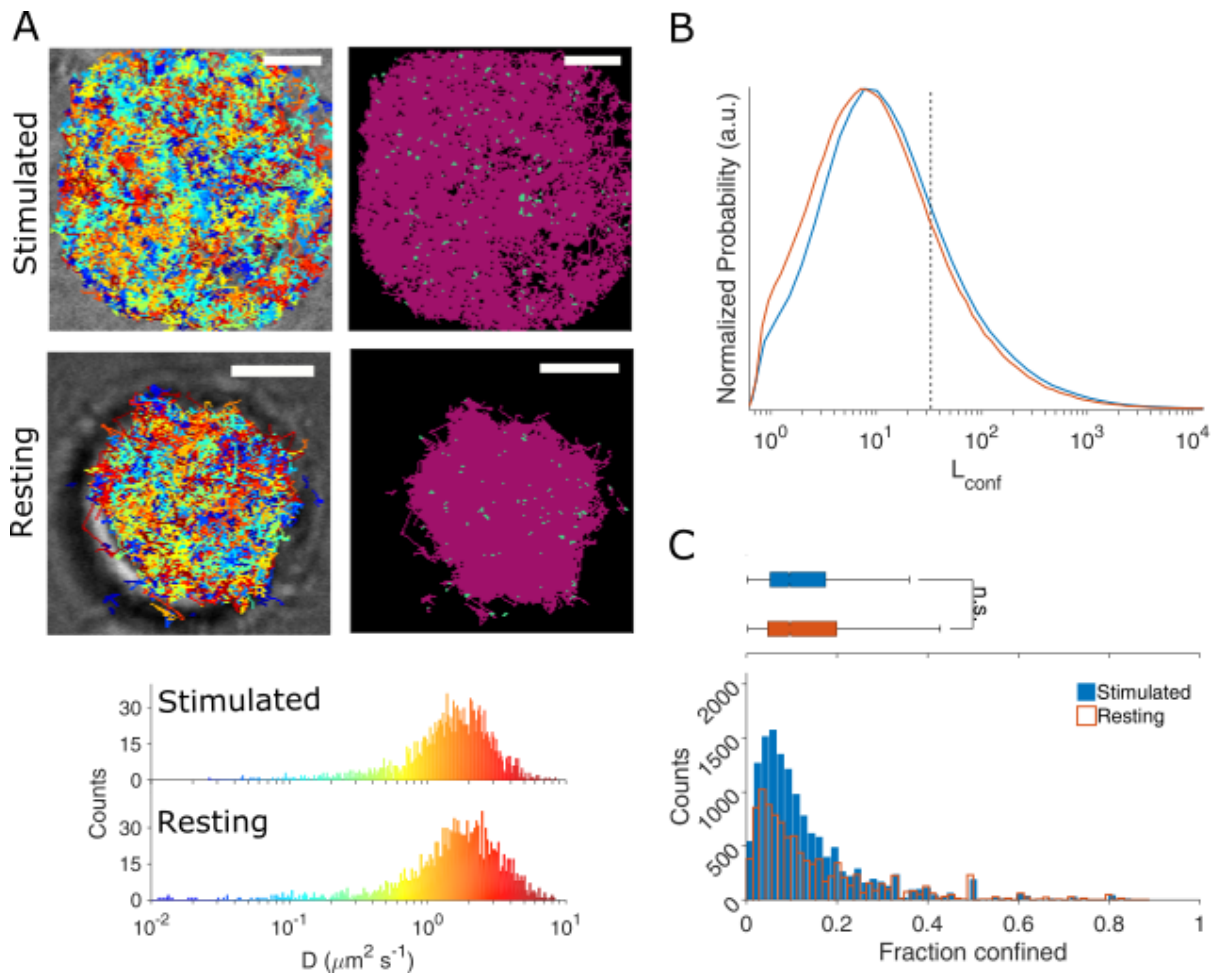 A
Stimulated
Resting
Stimulated
30
15
0
Resting
30
15
0
Counts
10⁻² 10⁻¹ 10⁰ 10¹
D (μm² s⁻¹)
B
Normalized Probability (a.u.)
10⁰ 10¹ 10² 10³ 10⁴
L_conf
C
n.s.
Stimulated
Resting
2000
1500
1000
500
0
Counts
0 0.2 0.4 0.6 0.8 1
Fraction confined